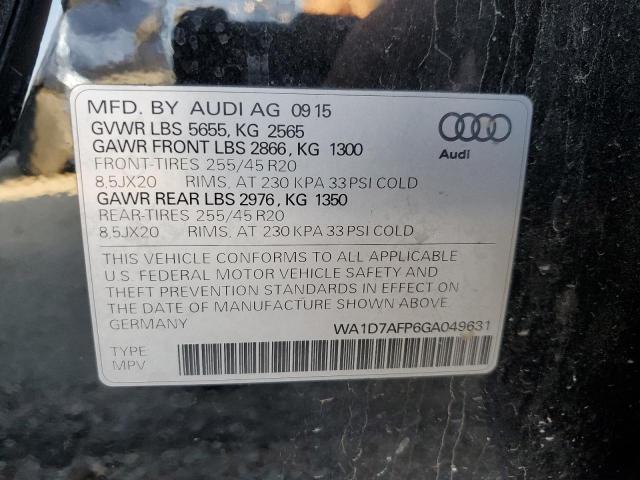 MFD. BY AUDI AG 09 15
GVWR LBS 5655, KG 2565
GAWR FRONT LBS 2866, KG 1300
FRONT-TIRES 255/45 R20
8,5JX20 RIMS, AT 230 KPA 33 PSI COLD
GAWR REAR LBS 2976, KG 1350
REAR-TIRES 255/45 R20
8,5JX20 RIMS, AT 230 KPA 33 PSI COLD
Audi
THIS VEHICLE CONFORMS TO ALL APPLICABLE
U.S. FEDERAL MOTOR VEHICLE SAFETY AND
THEFT PREVENTION STANDARDS IN EFFECT ON
THE DATE OF MANUFACTURE SHOWN ABOVE.
GERMANY WA1D7AFP6GA049631
TYPE
MPV